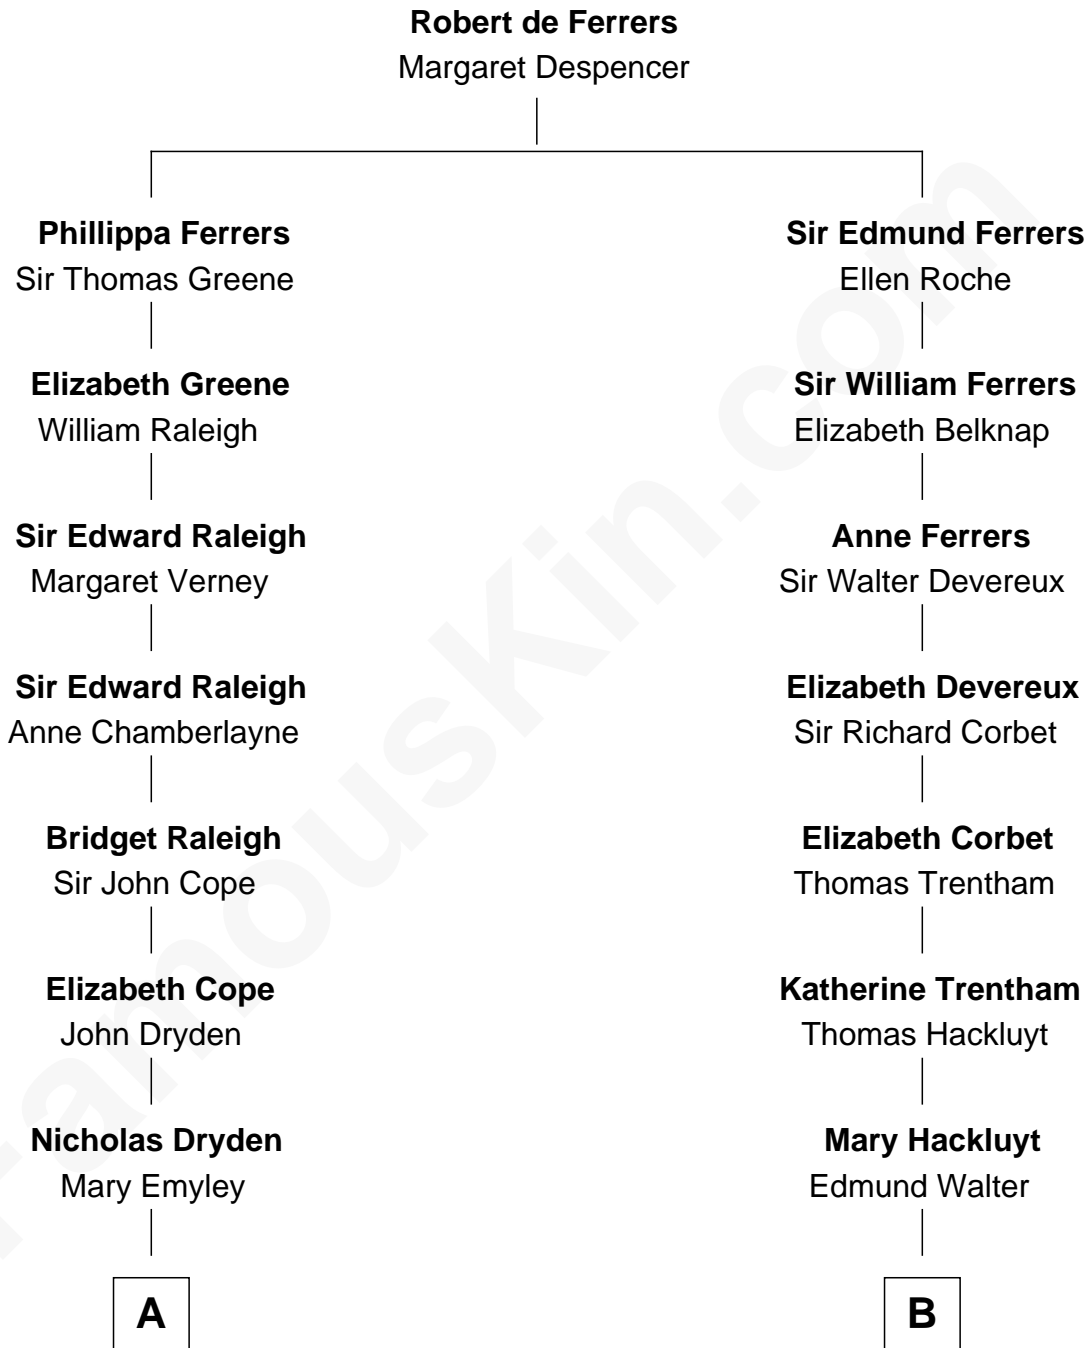 Robert de Ferrers
Margaret Despencer
Phillippa Ferrers
Sir Thomas Greene
Elizabeth Greene
William Raleigh
Sir Edward Raleigh
Margaret Verney
Sir Edward Raleigh
Anne Chamberlayne
Bridget Raleigh
Sir John Cope
Elizabeth Cope
John Dryden
Nicholas Dryden
Mary Emyley
A
Sir Edmund Ferrers
Ellen Roche
Sir William Ferrers
Elizabeth Belknap
Anne Ferrers
Sir Walter Devereux
Elizabeth Devereux
Sir Richard Corbet
Elizabeth Corbet
Thomas Trentham
Katherine Trentham
Thomas Hackluyt
Mary Hackluyt
Edmund Walter
B
FamousKin.com